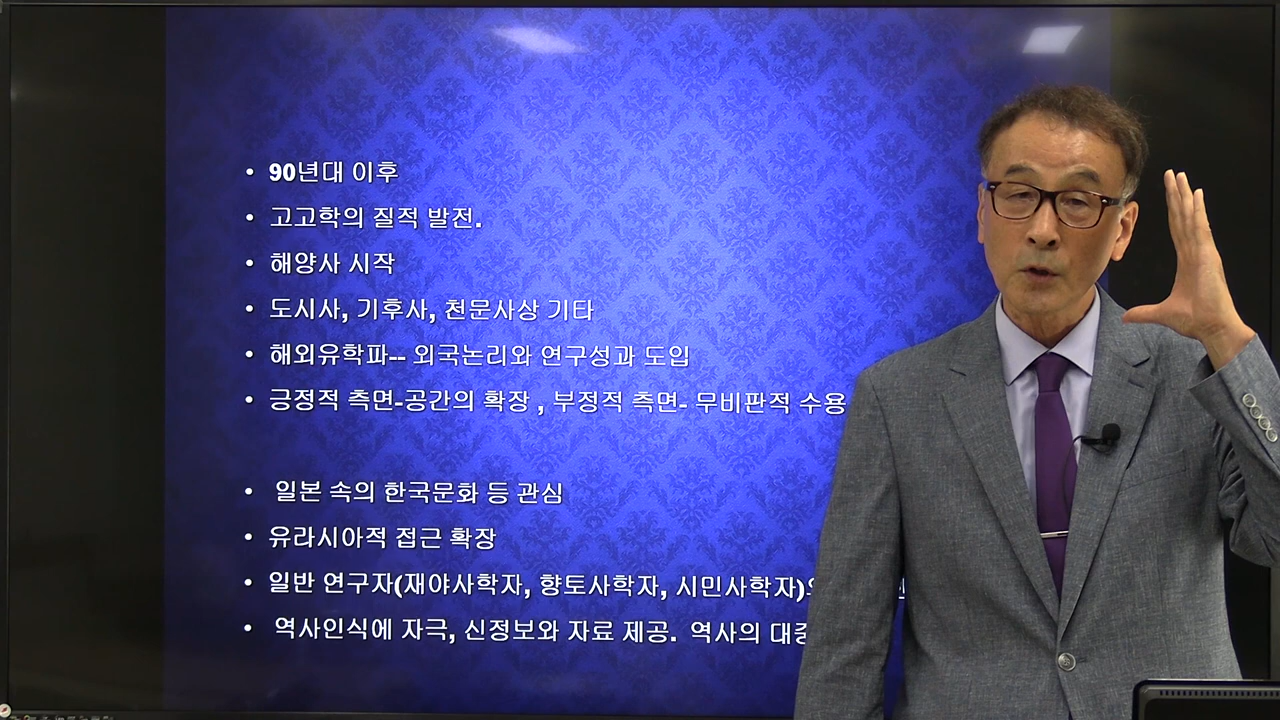 • 90년대 이후
• 고고학의 질적 발전.
• 해양사 시작
• 도시사, 기후사, 천문사상 기타
• 해외유학파-- 외국논리와 연구성과 도입
• 긍정적 측면-공간의 확장 , 부정적 측면- 무비판적 수용
• 일본 속의 한국문화 등 관심
• 유라시아적 접근 확장
• 일반 연구자(재야사학자, 향토사학자, 시민사학자)
• 역사인식에 자극, 신정보와 자료 제공. 역사의